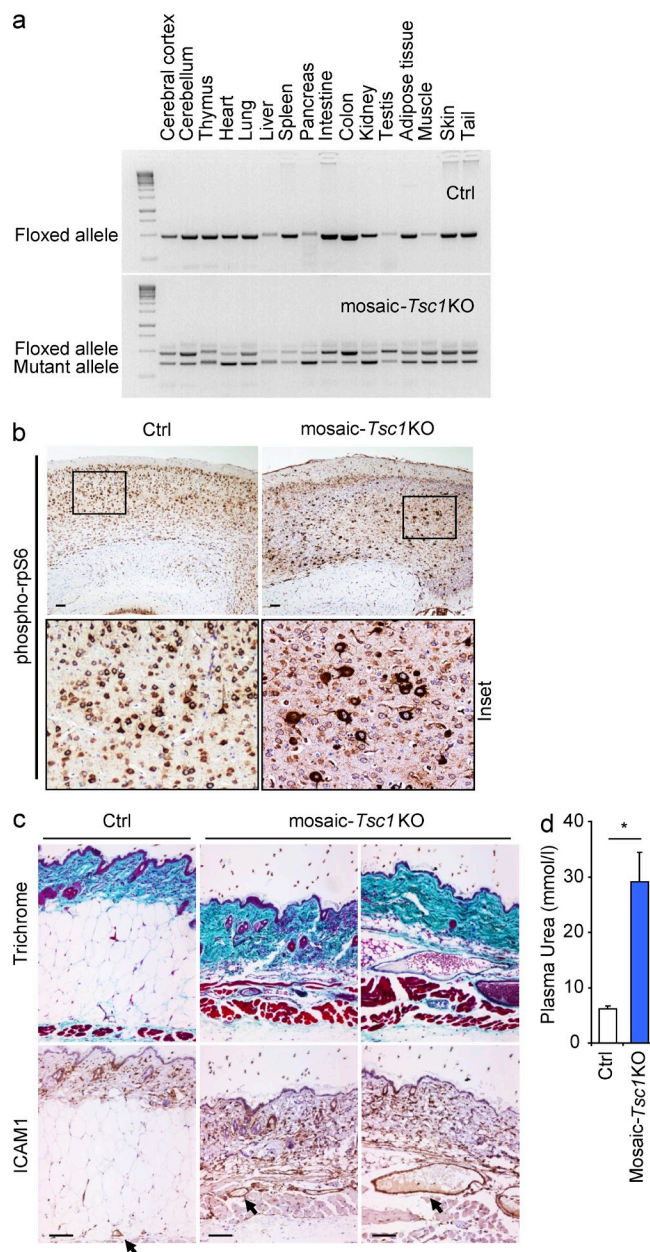 a
Cerebral cortex
Cerebellum
Thymus
Heart
Lung
Liver
Spleen
Pancreas
Intestine
Colon
Kidney
Testis
Adipose tissue
Muscle
Skin
Tail
Ctrl
Floxed allele
mosaic-Tsc1KO
Floxed allele
Mutant allele
b
Ctrl
mosaic-Tsc1KO
phospho-rpS6
Inset
c
Ctrl
mosaic-Tsc1KO
Trichrome
ICAM1
d
40
30
20
10
0
*
Plasma Urea (mmol/l)
Ctrl
Mosaic-Tsc1KO